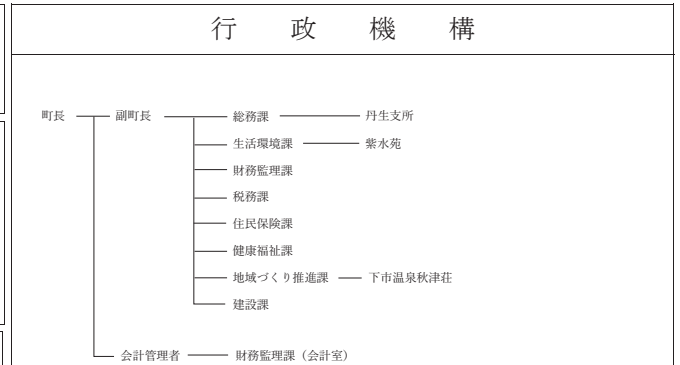 行政機構
町長 副町長 総務課 丹生支所
生活環境課 紫水苑
財務監理課
税務課
住民保険課
健康福祉課
地域づくり推進課 下市温泉秋津荘
建設課
会計管理者 財務監理課（会計室）